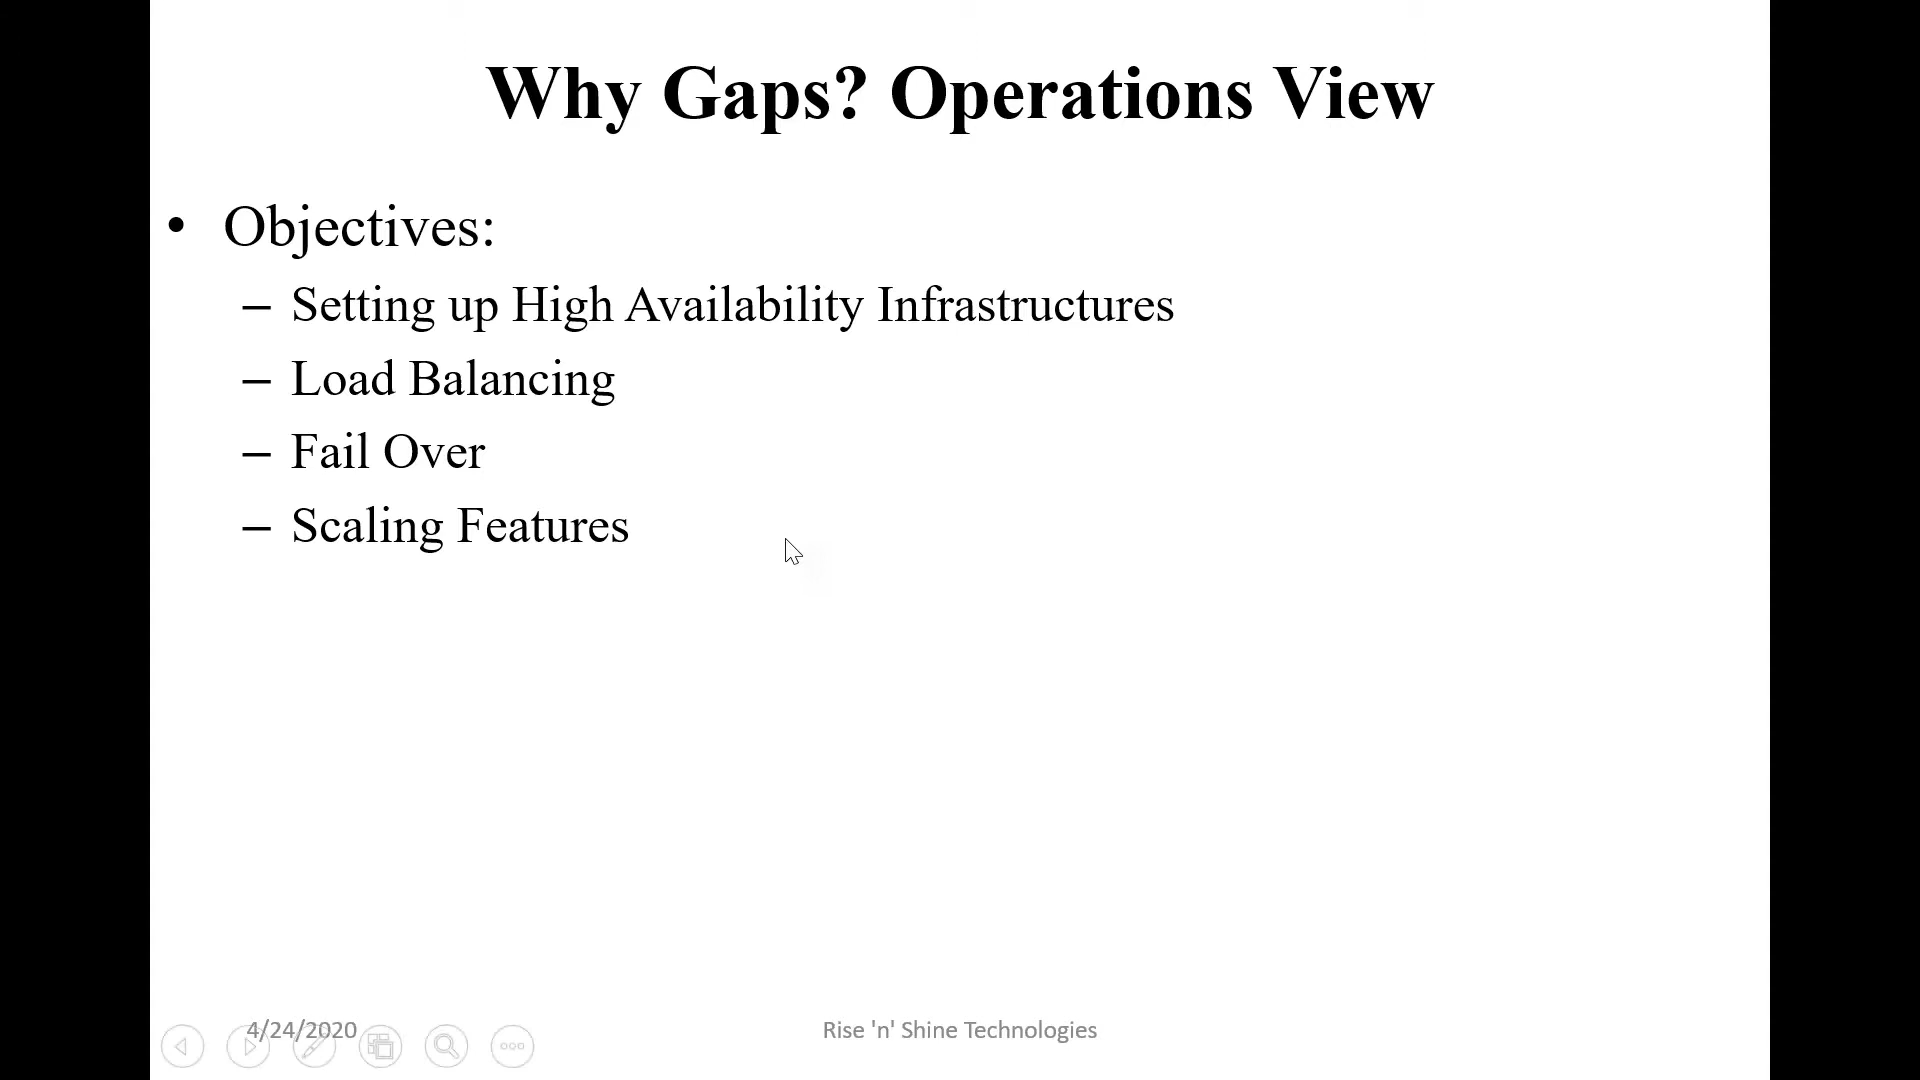 Why Gaps? Operations View
• Objectives:
– Setting up High Availability Infrastructures
– Load Balancing
– Fail Over
– Scaling Features
4/24/2020
Rise 'n' Shine Technologies